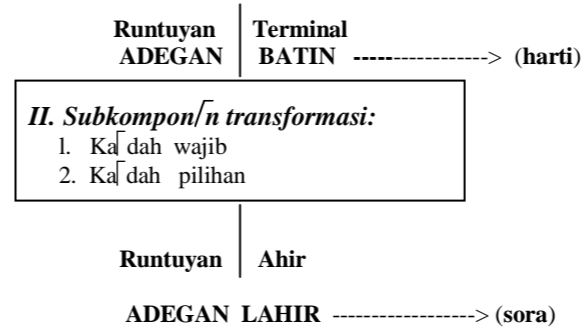 Runtuyan Terminal
ADEGAN BATIN -------------------> (harti)
II. Subkompon⌈n transformasi:
1. Ka⌈ dah wajib
2. Ka⌈ dah pilihan
Runtuyan Ahir
ADEGAN LAHIR ------------------> (sora)